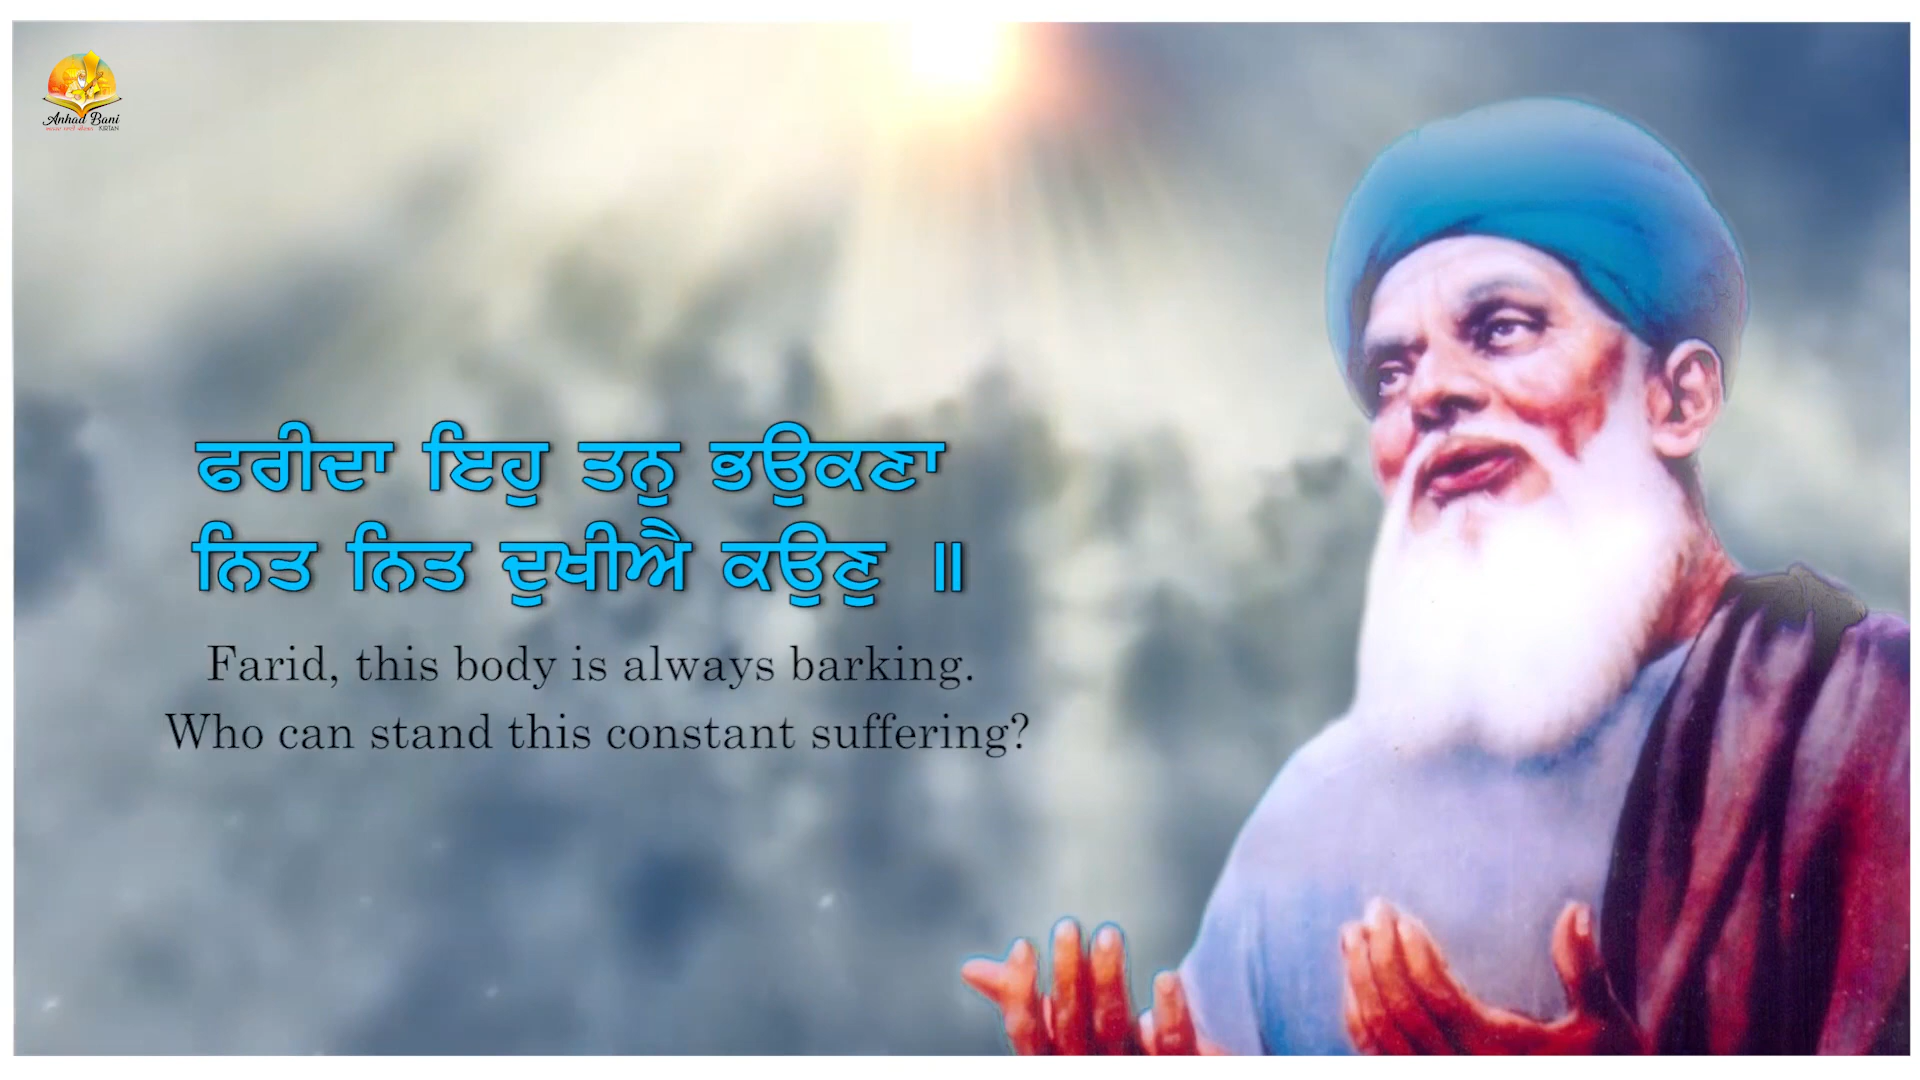 Anhad Bani
KIRTAN
ਫਰੀਦਾ ਇਹੁ ਤਨੁ ਭਉਕਣਾ
ਨਿਤ ਨਿਤ ਦੁਖੀਐ ਕਉਣੁ ॥
Farid, this body is always barking.
Who can stand this constant suffering?